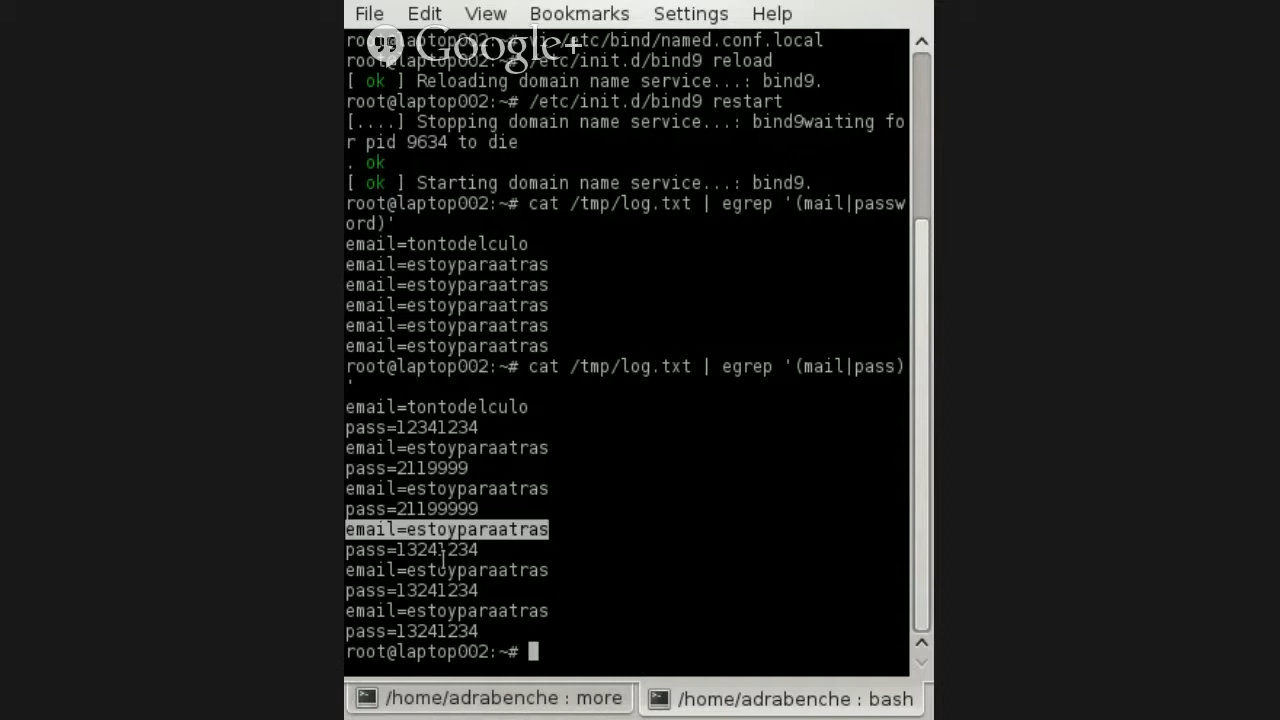 File Edit View Bookmarks Settings Help
Google+
/etc/bind/named.conf.local
/etc/init.d/bind9 reload
[ ok ] Reloading domain name service...: bind9.
root@laptop002:~# /etc/init.d/bind9 restart
[....] Stopping domain name service...: bind9waiting fo
r pid 9634 to die
. ok
[ ok ] Starting domain name service...: bind9.
root@laptop002:~# cat /tmp/log.txt | egrep '(mail|passw
ord)'
email=tontodelculo
email=estoyparaatras
email=estoyparaatras
email=estoyparaatras
email=estoyparaatras
email=estoyparaatras
root@laptop002:~# cat /tmp/log.txt | egrep '(mail|pass)
'
email=tontodelculo
pass=12341234
email=estoyparaatras
pass=2119999
email=estoyparaatras
pass=21199999
email=estoyparaatras
pass=13241234
email=estoyparaatras
pass=13241234
email=estoyparaatras
pass=13241234
root@laptop002:~#
/home/adrabenche : more
/home/adrabenche : bash